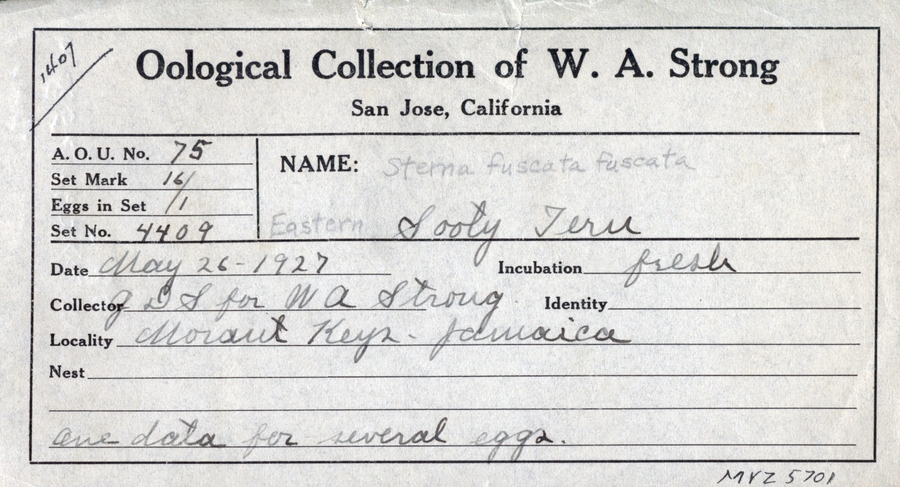 1407
Oological Collection of W. A. Strong
San Jose, California
A. O. U. No. 75
Set Mark 16/
Eggs in Set /1
Set No. 4409
NAME: Sterna fuscata fuscata
Eastern Sooty Tern
Date May 26-1927
Incubation fresh
Collector J D S for W A Strong
Identity
Locality Morant Keys - Jamaica
Nest
one data for several eggs.
MVZ 5701